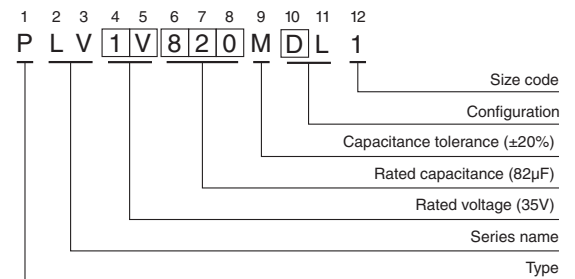 1 2 3 4 5 6 7 8 9 10 11 12
P L V 1 V 8 2 0 M D L 1
Size code
Configuration
Capacitance tolerance (±20%)
Rated capacitance (82µF)
Rated voltage (35V)
Series name
Type